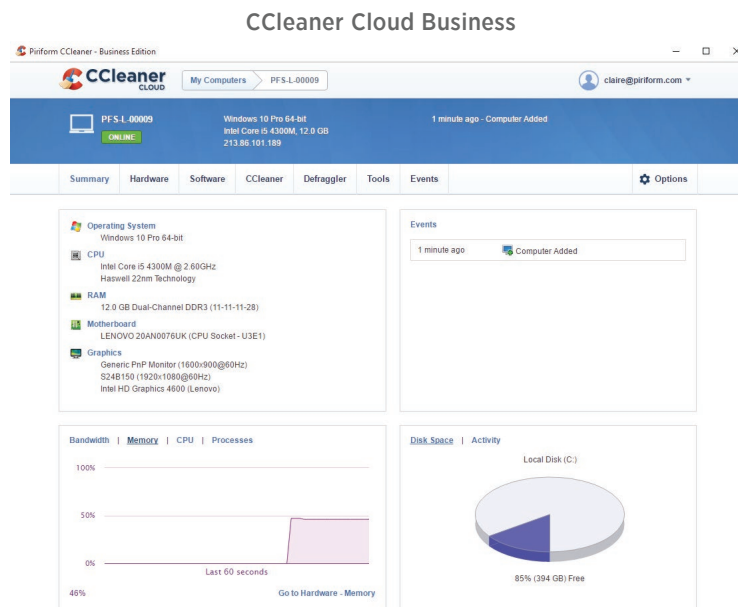 CCleaner Cloud Business
Piriform CCleaner - Business Edition
CCleaner
CLOUD
My Computers
PFS-L-00009
claire@piriform.com
PFS-L-00009
ONLINE
Windows 10 Pro 64-bit
Intel Core i5 4300M, 12.0 GB
213.86.101.189
1 minute ago - Computer Added
Summary Hardware Software CCleaner Defraggler Tools Events Options
Operating System
Windows 10 Pro 64-bit
CPU
Intel Core i5 4300M @ 2.60GHz
Haswell 22nm Technology
RAM
12.0 GB Dual-Channel DDR3 (11-11-11-28)
Motherboard
LENOVO 20AN0076UK (CPU Socket - U3E1)
Graphics
Generic PnP Monitor (1600x900@60Hz)
S24B150 (1920x1080@60Hz)
Intel HD Graphics 4600 (Lenovo)
Events
1 minute ago Computer Added
Bandwidth | Memory | CPU | Processes
100%
50%
0%
Last 60 seconds
46%
Go to Hardware - Memory
Disk Space | Activity
Local Disk (C:)
85% (394 GB) Free